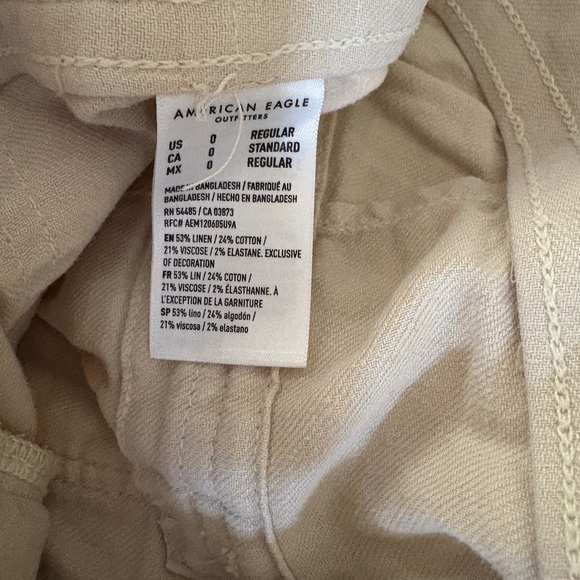 AMERICAN EAGLE
OUTFITTERS
US 0 REGULAR
CA 0 STANDARD
MX 0 REGULAR
MADE IN BANGLADESH / FABRIQUÉ AU
BANGLADESH / HECHO EN BANGLADESH
RN 54485 / CA 03873
RFC# AEM120605U9A
EN 53% LINEN / 24% COTTON /
21% VISCOSE / 2% ELASTANE. EXCLUSIVE
OF DECORATION
FR 53% LIN / 24% COTON /
21% VISCOSE / 2% ÉLASTHANNE. À
L'EXCEPTION DE LA GARNITURE
SP 53% lino / 24% algodón /
21% viscosa / 2% elastano